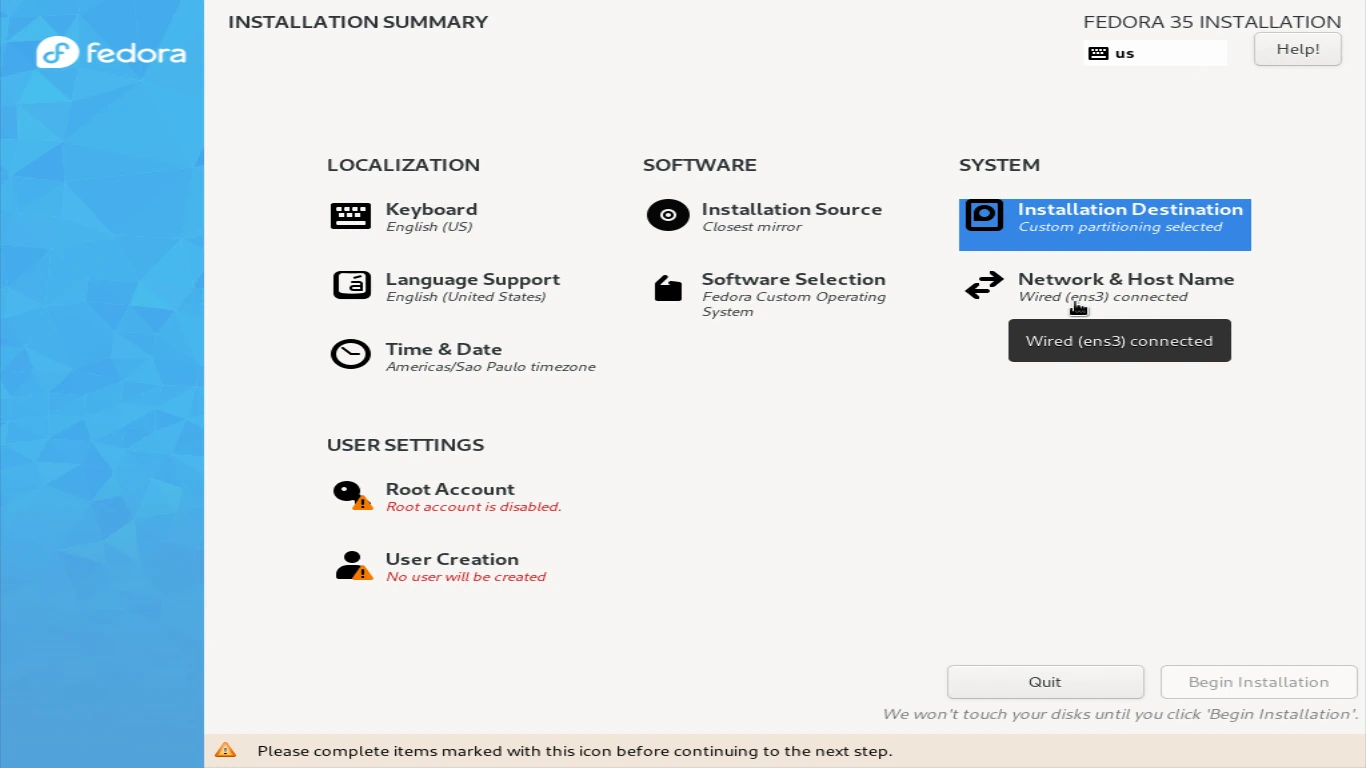 INSTALLATION SUMMARY
FEDORA 35 INSTALLATION
fedora
us
Help!
LOCALIZATION
Keyboard
English (US)
Language Support
English (United States)
Time & Date
Americas/Sao Paulo timezone
SOFTWARE
Installation Source
Closest mirror
Software Selection
Fedora Custom Operating
System
SYSTEM
Installation Destination
Custom partitioning selected
Network & Host Name
Wired (ens3) connected
Wired (ens3) connected
USER SETTINGS
Root Account
Root account is disabled.
User Creation
No user will be created
Quit
Begin Installation
We won't touch your disks until you click 'Begin Installation'.
Please complete items marked with this icon before continuing to the next step.